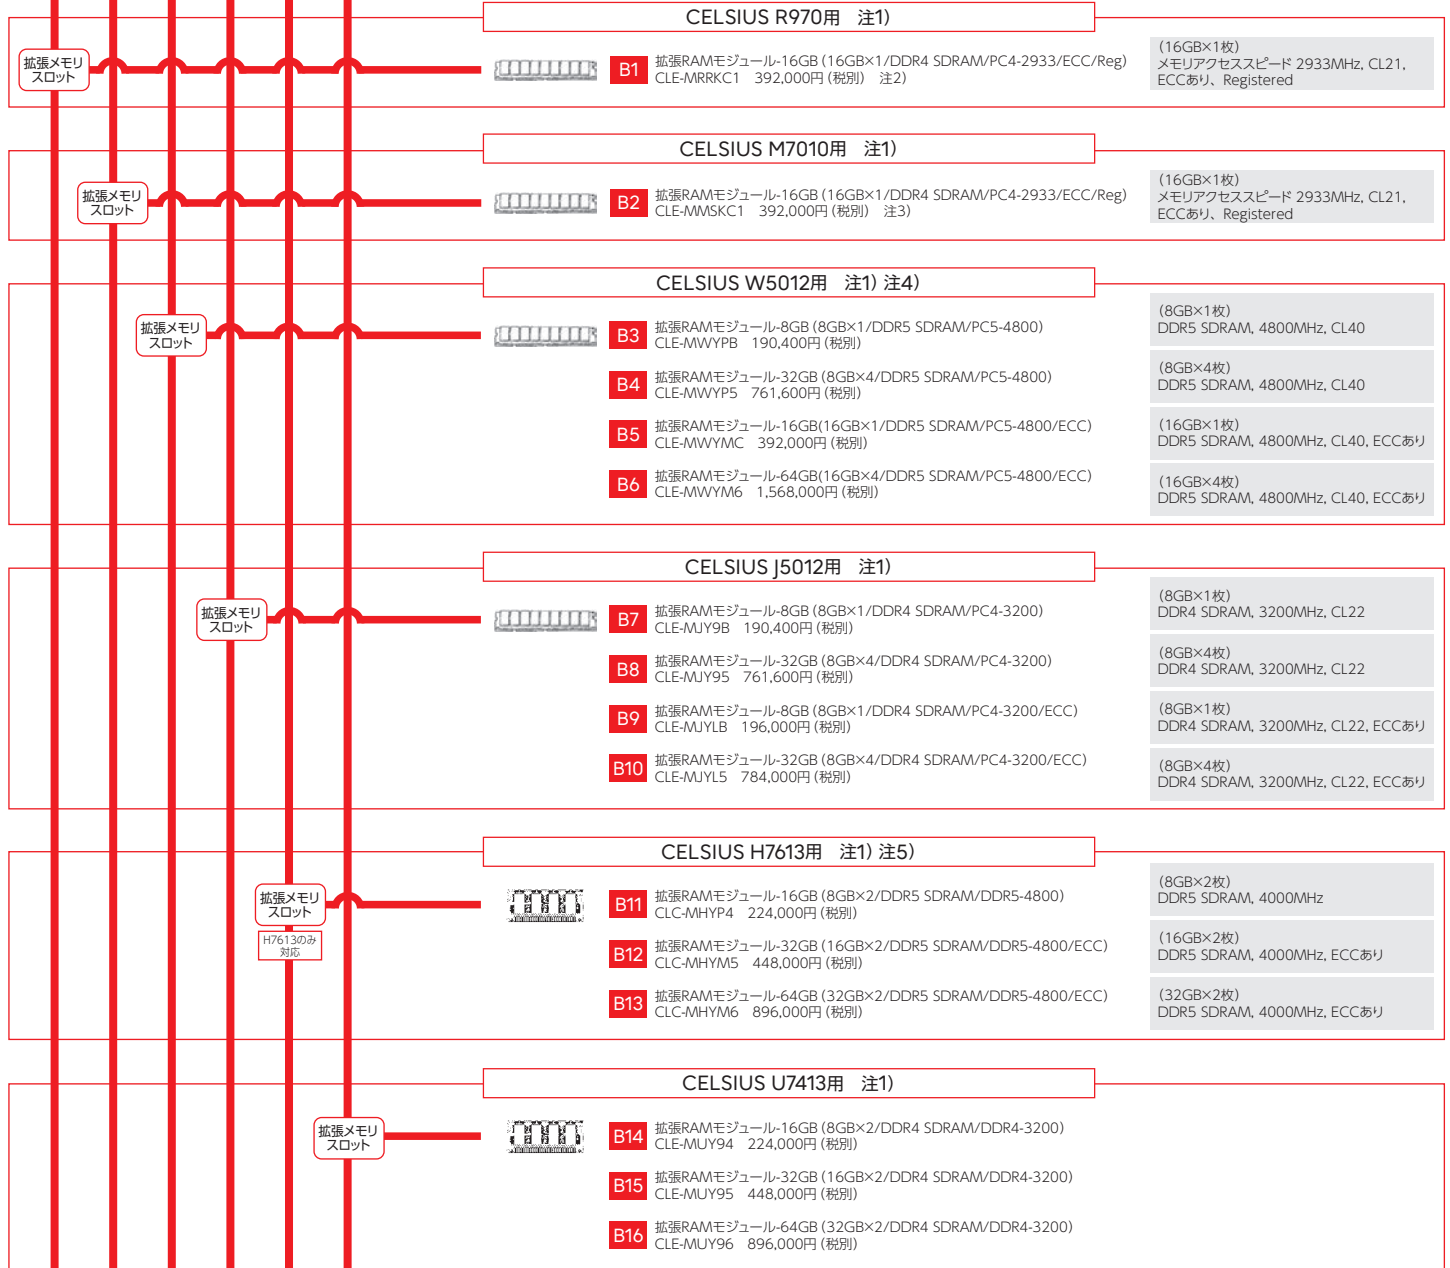 CELSIUS R970用　注1)
拡張メモリ
スロット
B1
拡張RAMモジュール-16GB (16GB×1/DDR4 SDRAM/PC4-2933/ECC/Reg)
CLE-MRRKC1　392,000円 (税別)　注2)
(16GB×1枚)
メモリアクセススピード 2933MHz, CL21,
ECCあり、Registered
CELSIUS M7010用　注1)
拡張メモリ
スロット
B2
拡張RAMモジュール-16GB (16GB×1/DDR4 SDRAM/PC4-2933/ECC/Reg)
CLE-MMSKC1　392,000円 (税別)　注3)
(16GB×1枚)
メモリアクセススピード 2933MHz, CL21,
ECCあり、Registered
CELSIUS W5012用　注1) 注4)
拡張メモリ
スロット
B3
拡張RAMモジュール-8GB (8GB×1/DDR5 SDRAM/PC5-4800)
CLE-MWYPB　190,400円 (税別)
(8GB×1枚)
DDR5 SDRAM, 4800MHz, CL40
B4
拡張RAMモジュール-32GB (8GB×4/DDR5 SDRAM/PC5-4800)
CLE-MWYP5　761,600円 (税別)
(8GB×4枚)
DDR5 SDRAM, 4800MHz, CL40
B5
拡張RAMモジュール-16GB(16GB×1/DDR5 SDRAM/PC5-4800/ECC)
CLE-MWYMC　392,000円 (税別)
(16GB×1枚)
DDR5 SDRAM, 4800MHz, CL40, ECCあり
B6
拡張RAMモジュール-64GB(16GB×4/DDR5 SDRAM/PC5-4800/ECC)
CLE-MWYM6　1,568,000円 (税別)
(16GB×4枚)
DDR5 SDRAM, 4800MHz, CL40, ECCあり
CELSIUS J5012用　注1)
拡張メモリ
スロット
B7
拡張RAMモジュール-8GB (8GB×1/DDR4 SDRAM/PC4-3200)
CLE-MJY9B　190,400円 (税別)
(8GB×1枚)
DDR4 SDRAM, 3200MHz, CL22
B8
拡張RAMモジュール-32GB (8GB×4/DDR4 SDRAM/PC4-3200)
CLE-MJY95　761,600円 (税別)
(8GB×4枚)
DDR4 SDRAM, 3200MHz, CL22
B9
拡張RAMモジュール-8GB (8GB×1/DDR4 SDRAM/PC4-3200/ECC)
CLE-MJYLB　196,000円 (税別)
(8GB×1枚)
DDR4 SDRAM, 3200MHz, CL22, ECCあり
B10
拡張RAMモジュール-32GB (8GB×4/DDR4 SDRAM/PC4-3200/ECC)
CLE-MJYL5　784,000円 (税別)
(8GB×4枚)
DDR4 SDRAM, 3200MHz, CL22, ECCあり
CELSIUS H7613用　注1) 注5)
拡張メモリ
スロット
H7613のみ
対応
B11
拡張RAMモジュール-16GB (8GB×2/DDR5 SDRAM/DDR5-4800)
CLC-MHYP4　224,000円 (税別)
(8GB×2枚)
DDR5 SDRAM, 4000MHz
B12
拡張RAMモジュール-32GB (16GB×2/DDR5 SDRAM/DDR5-4800/ECC)
CLC-MHYM5　448,000円 (税別)
(16GB×2枚)
DDR5 SDRAM, 4000MHz, ECCあり
B13
拡張RAMモジュール-64GB (32GB×2/DDR5 SDRAM/DDR5-4800/ECC)
CLC-MHYM6　896,000円 (税別)
(32GB×2枚)
DDR5 SDRAM, 4000MHz, ECCあり
CELSIUS U7413用　注1)
拡張メモリ
スロット
B14
拡張RAMモジュール-16GB (8GB×2/DDR4 SDRAM/DDR4-3200)
CLE-MUY94　224,000円 (税別)
B15
拡張RAMモジュール-32GB (16GB×2/DDR4 SDRAM/DDR4-3200)
CLE-MUY95　448,000円 (税別)
B16
拡張RAMモジュール-64GB (32GB×2/DDR4 SDRAM/DDR4-3200)
CLE-MUY96　896,000円 (税別)